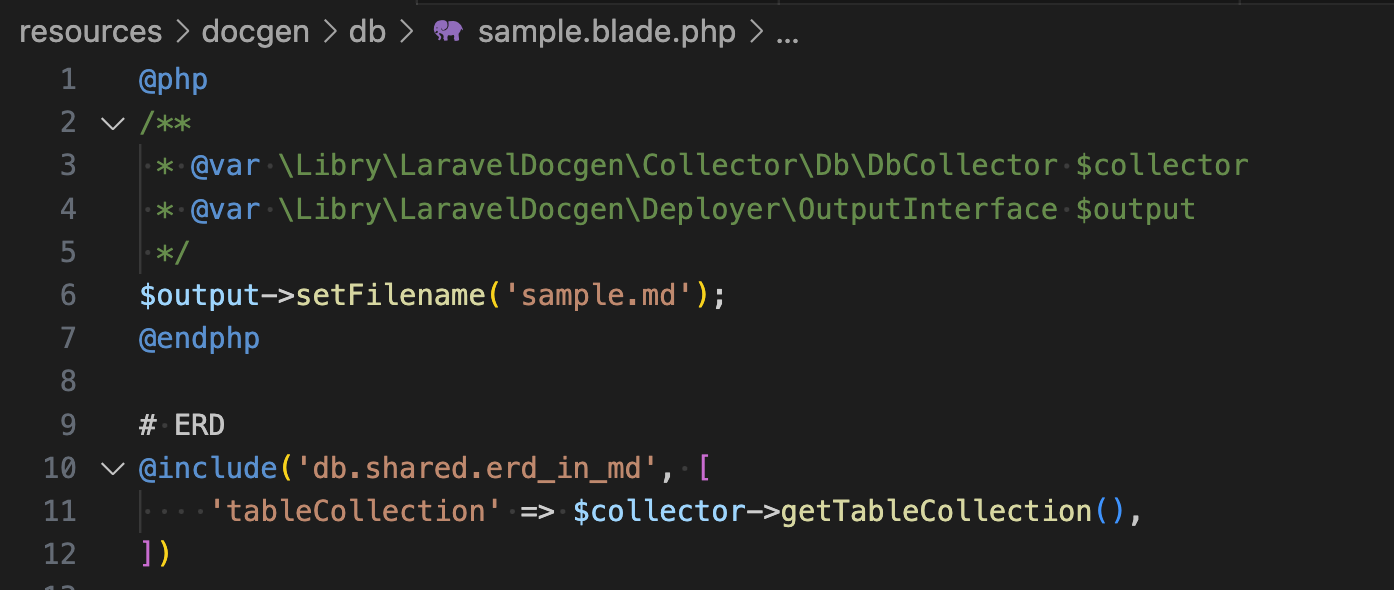 resources > docgen > db > sample.blade.php > ...
1 @php
2 /**
3 * @var \Libry\LaravelDocgen\Collector\Db\DbCollector $collector
4 * @var \Libry\LaravelDocgen\Deployer\OutputInterface $output
5 */
6 $output->setFilename('sample.md');
7 @endphp
8
9 # ERD
10 @include('db.shared.erd_in_md', [
11     'tableCollection' => $collector->getTableCollection(),
12 ])